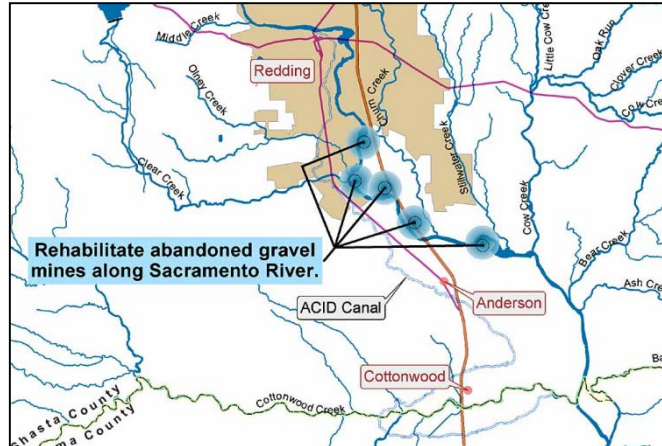 Middle Creek
Redding
Olney Creek
Churn Creek
Little Cow Creek
Oak Run
Clover Creek
Cow Creek
Clear Creek
Stillwater Creek
Cow Creek
Rehabilitate abandoned gravel
mines along Sacramento River.
Bear Creek
Ash Cre
ACID Canal
Anderson
Cottonwood
Cottonwood Creek
Ba
Shasta County
ma County